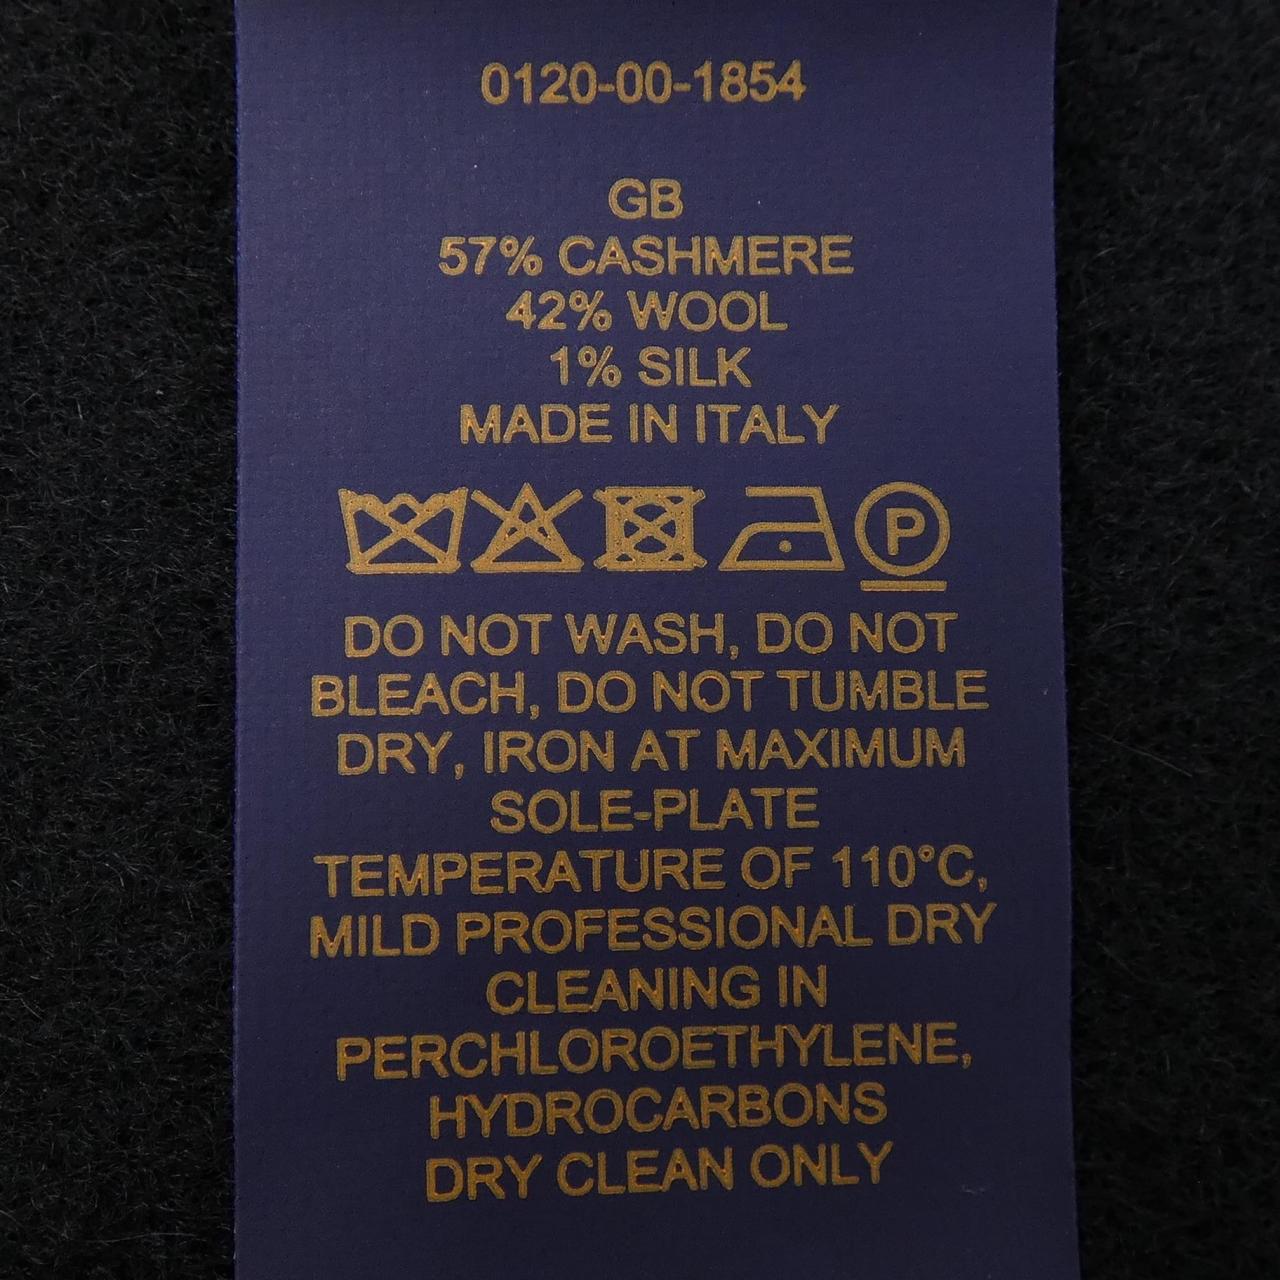 0120-00-1854
GB
57% CASHMERE
42% WOOL
1% SILK
MADE IN ITALY
P
DO NOT WASH, DO NOT
BLEACH, DO NOT TUMBLE
DRY, IRON AT MAXIMUM
SOLE-PLATE
TEMPERATURE OF 110°C,
MILD PROFESSIONAL DRY
CLEANING IN
PERCHLOROETHYLENE,
HYDROCARBONS
DRY CLEAN ONLY